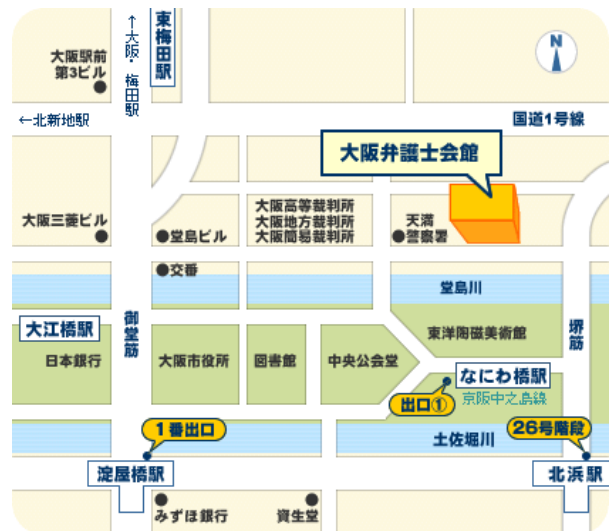 東梅田駅
↑大阪・梅田駅
大阪駅前
第3ビル
N
←北新地駅
国道1号線
大阪弁護士会館
大阪三菱ビル
堂島ビル
大阪高等裁判所
大阪地方裁判所
大阪簡易裁判所
天満
警察署
交番
堂島川
大江橋駅
御堂筋
東洋陶磁美術館
堺筋
日本銀行
大阪市役所
図書館
中央公会堂
なにわ橋駅
京阪中之島線
出口①
1番出口
土佐堀川
26号階段
淀屋橋駅
北浜駅
みずほ銀行
資生堂